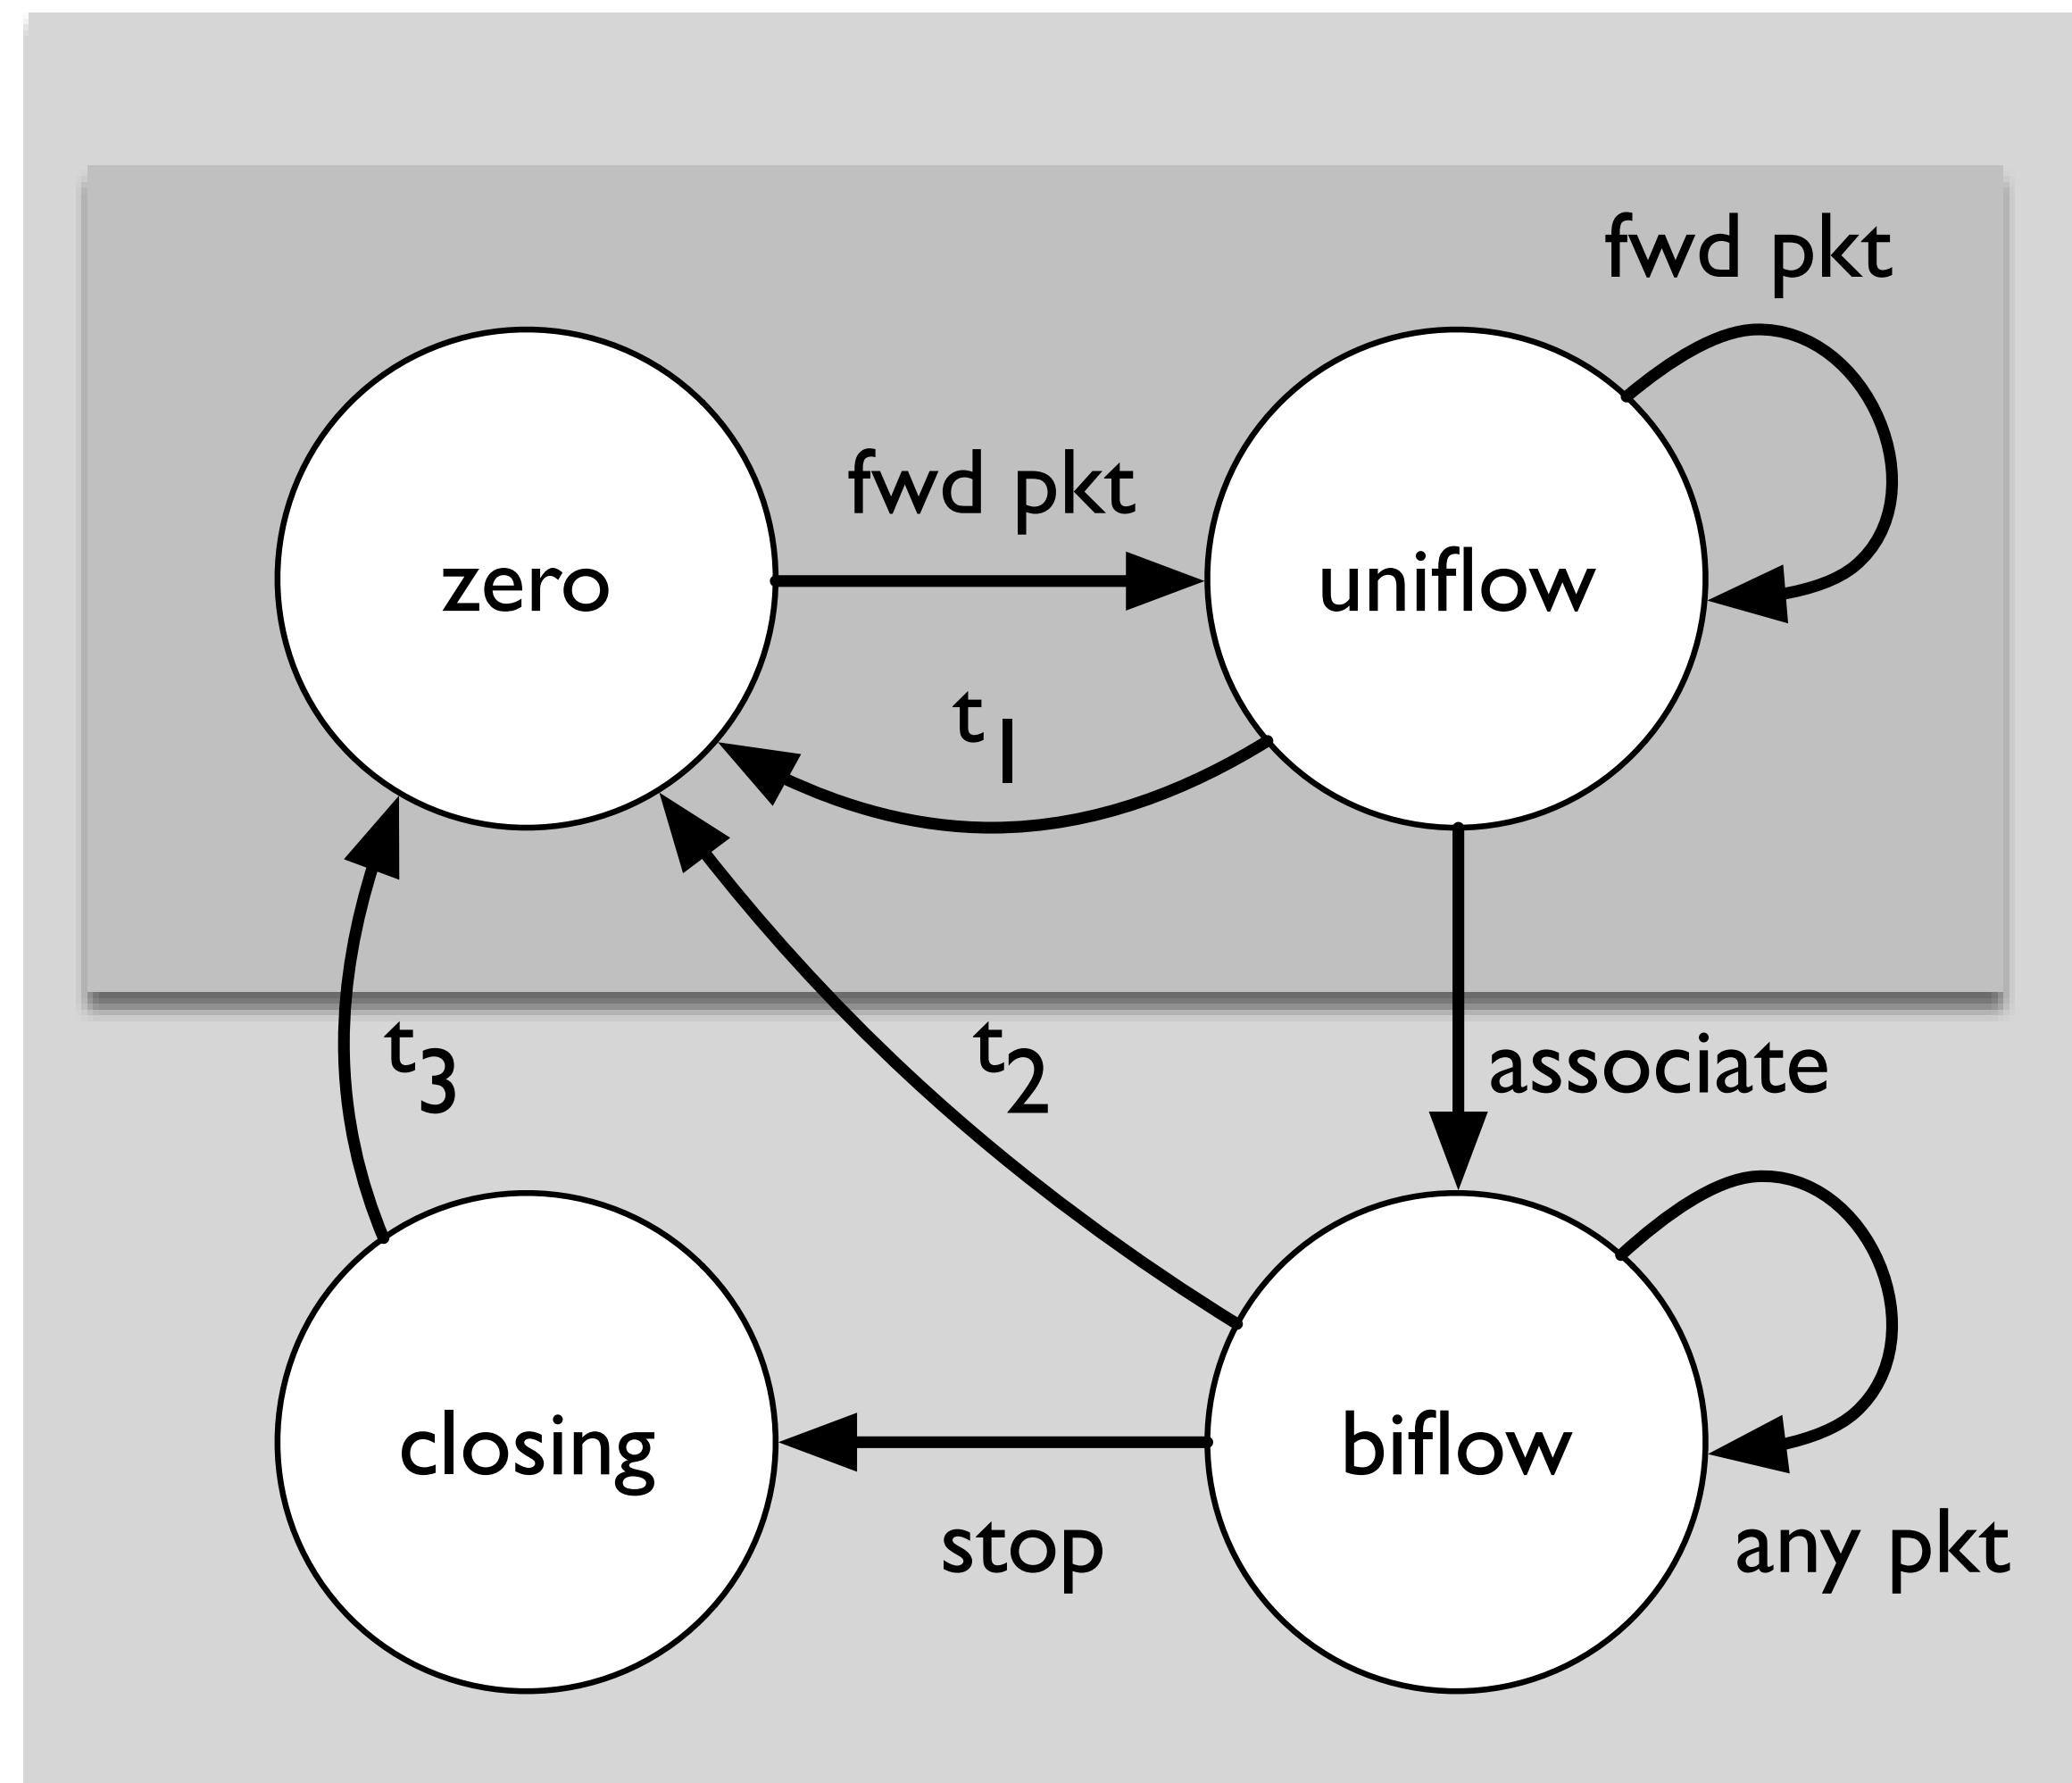 fwd pkt
fwd pkt
zero
uniflow
t1
t3
t2
associate
closing
biflow
stop
any pkt